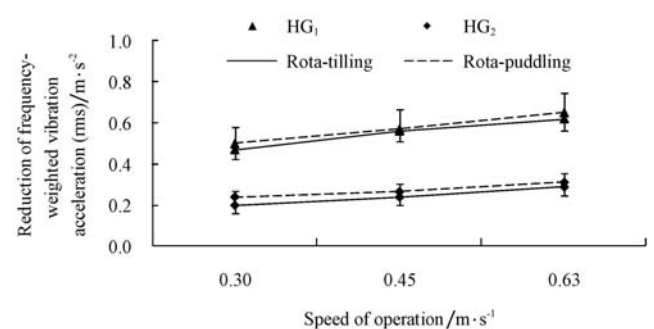 HG₁ HG₂
Rota-tilling Rota-puddling
Reduction of frequency-
weighted vibration
acceleration (rms)/m·s⁻²
1.0
0.8
0.6
0.4
0.2
0.0
0.30 0.45 0.63
Speed of operation/m·s⁻¹